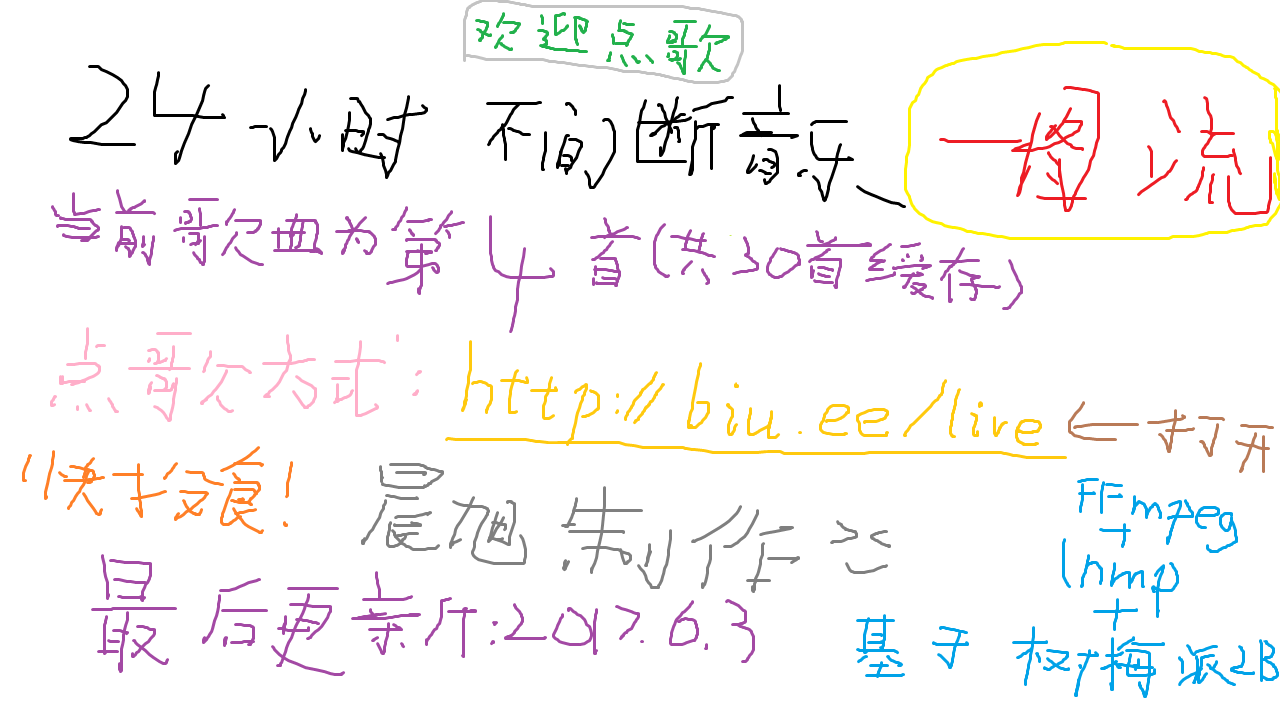 欢迎点歌
24小时 不间断音乐、 一图流
当前歌曲为第4首(共30首缓存)
点歌方式: http://biu.ee/live ←打开
快投食!
晨旭制作
FFmpeg
+
lnmp
+
最后更新:2017.6.3
基于 树梅派2B